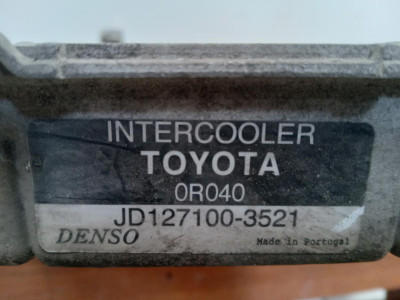 INTERCOOLER
TOYOTA
0R040
JD127100-3521
DENSO Made in Portugal